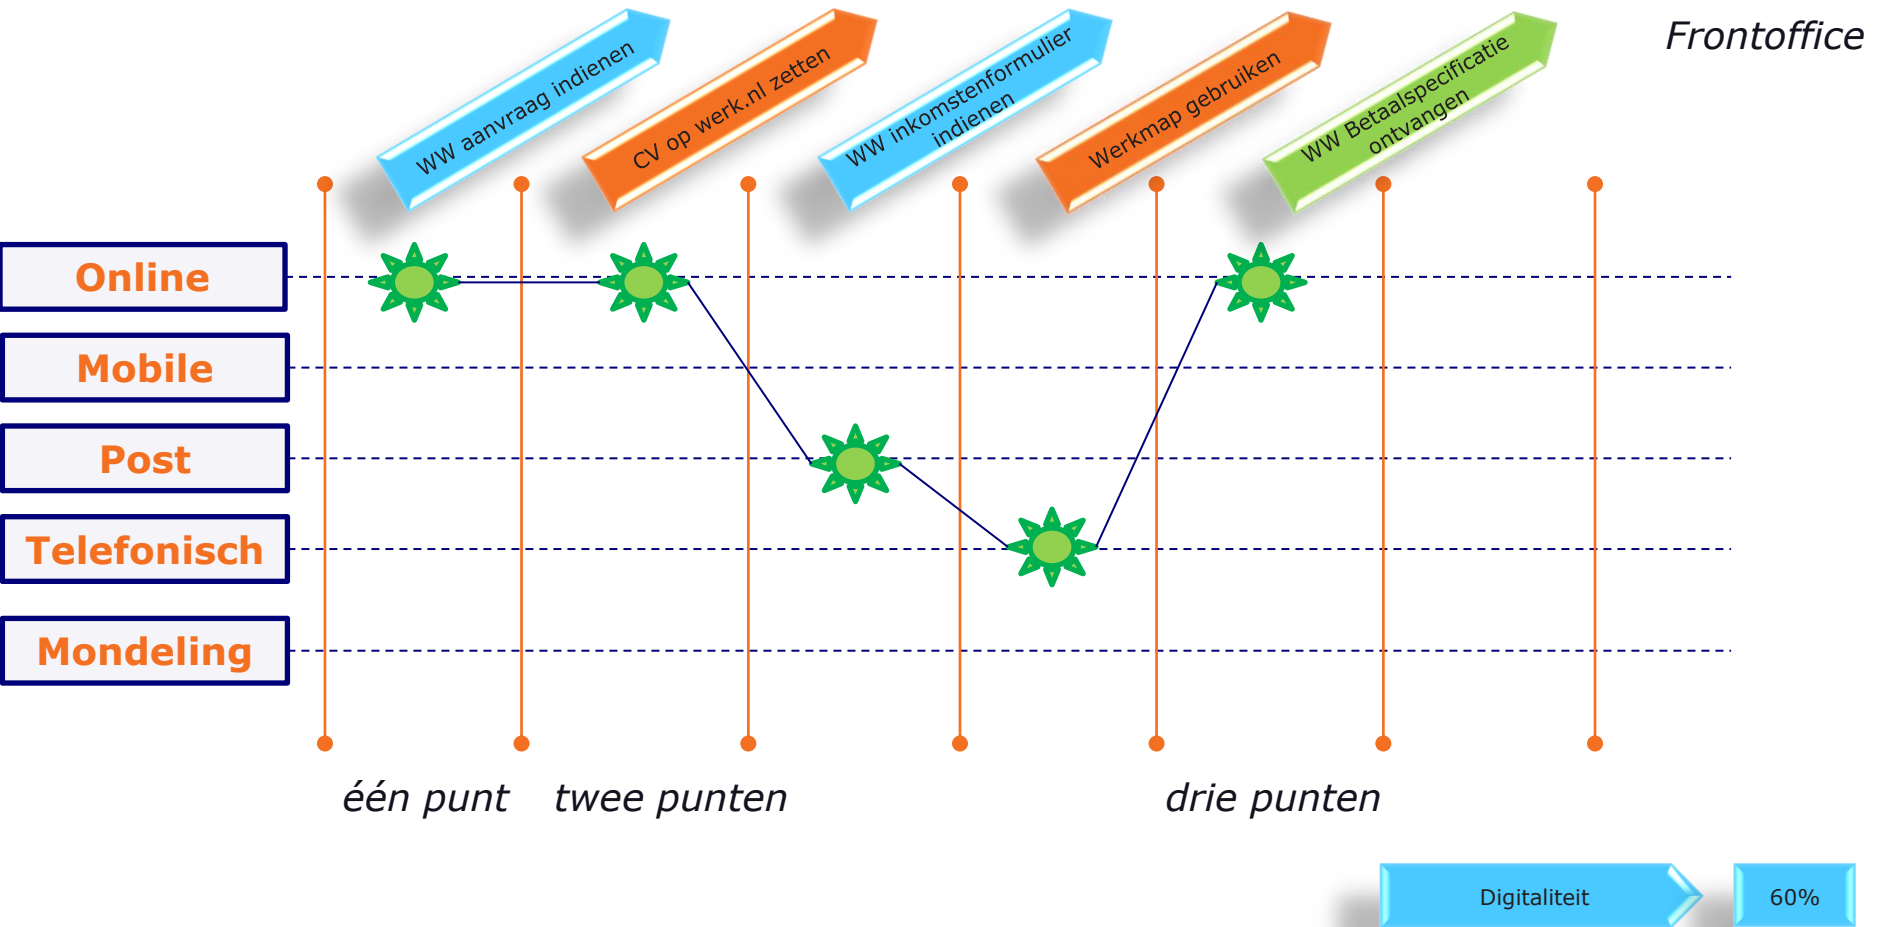 Frontoffice
WW aanvraag indienen
CV op werk.nl zetten
WW inkomstenformulier
indienen
Werkmap gebruiken
WW Betaalspecificatie
ontvangen
Online
Mobile
Post
Telefonisch
Mondeling
één punt
twee punten
drie punten
Digitaliteit
60%